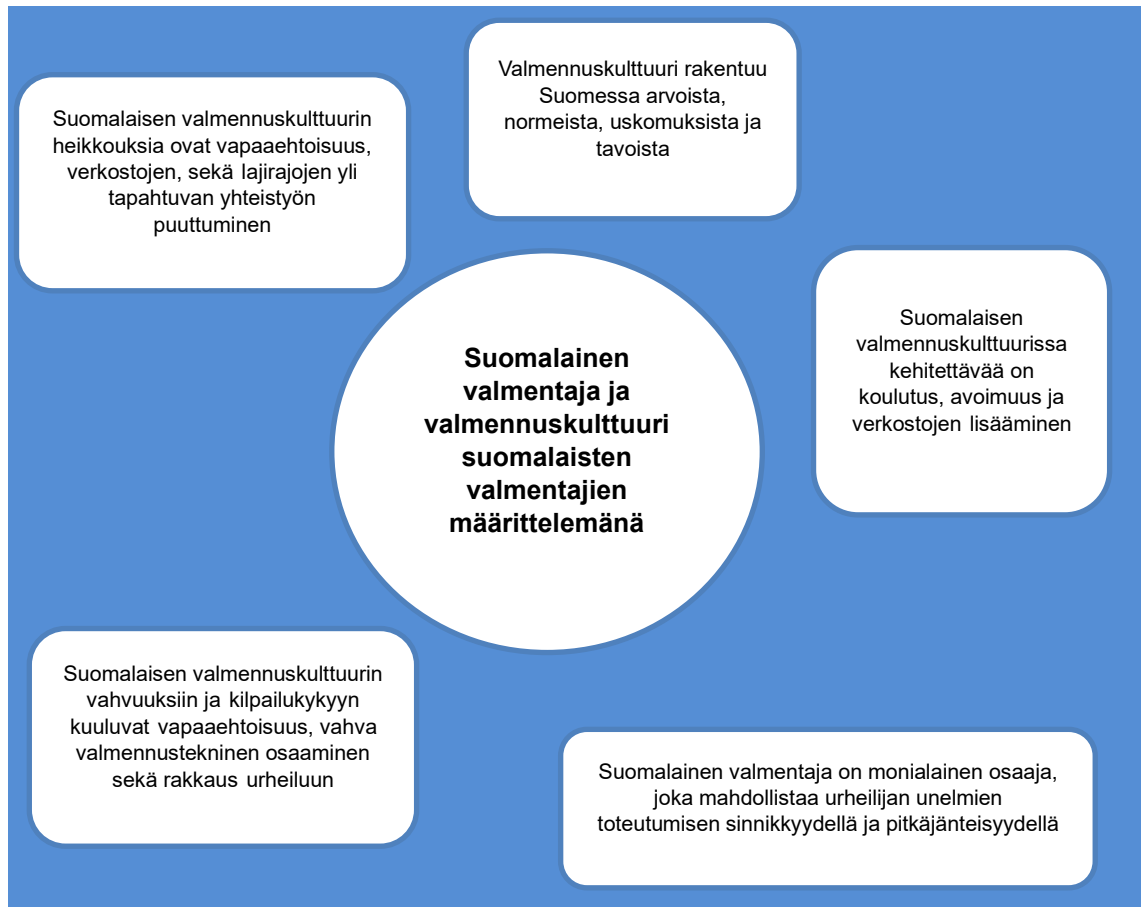 Valmennuskulttuuri rakentuu
Suomessa arvoista,
normeista, uskomuksista ja
tavoista
Suomalaisen valmennuskulttuurin
heikkouksia ovat vapaaehtoisuus,
verkostojen, sekä lajirajojen yli
tapahtuvan yhteistyön
puuttuminen
Suomalaisen
valmennuskulttuurissa
kehitettävää on
koulutus, avoimuus ja
verkostojen lisääminen
Suomalainen
valmentaja ja
valmennuskulttuuri
suomalaisten
valmentajien
määrittelemänä
Suomalaisen valmennuskulttuurin
vahvuuksiin ja kilpailukykyyn
kuuluvat vapaaehtoisuus, vahva
valmennustekninen osaaminen
sekä rakkaus urheiluun
Suomalainen valmentaja on monialainen osaaja,
joka mahdollistaa urheilijan unelmien
toteutumisen sinnikkyydellä ja pitkäjänteisyydellä